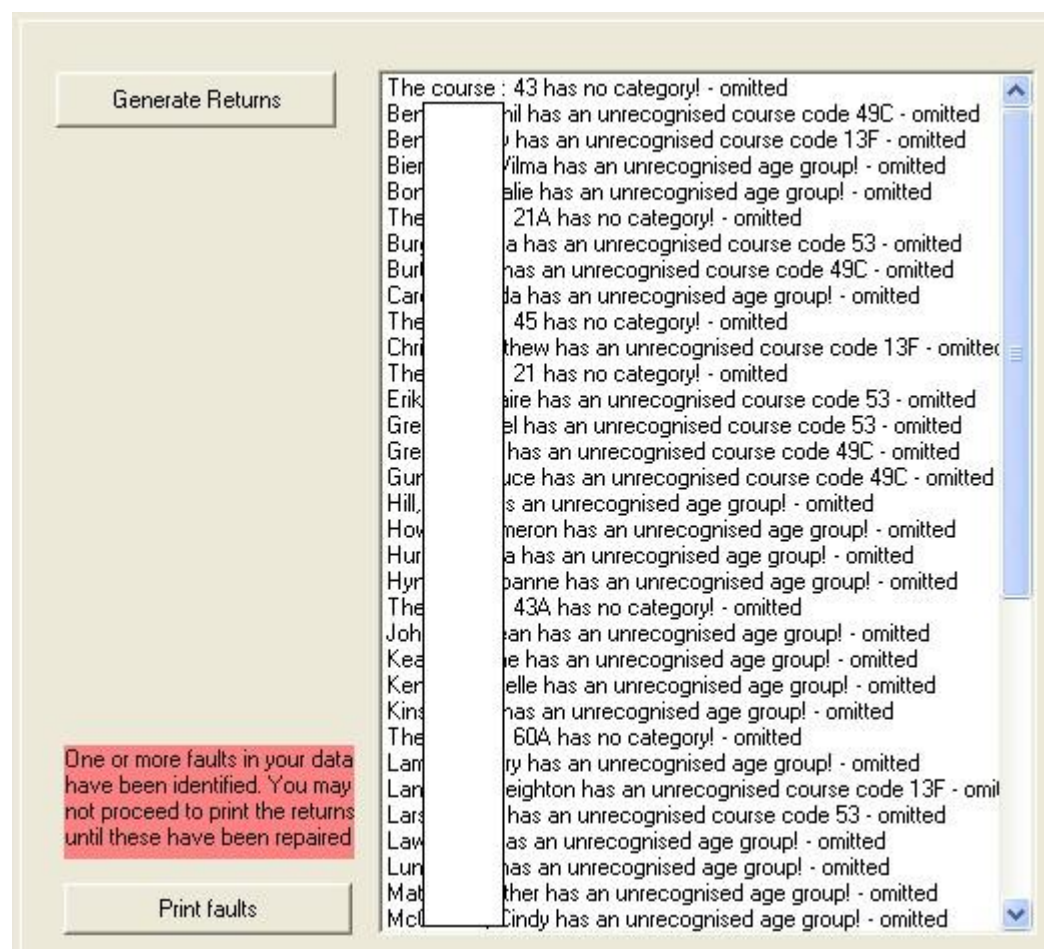 Generate Returns
The course : 43 has no category! - omitted
Ber hil has an unrecognised course code 49C - omitted
Ber has an unrecognised course code 13F - omitted
Bier Vilma has an unrecognised age group! - omitted
Bon alie has an unrecognised age group! - omitted
The 21A has no category! - omitted
Bur a has an unrecognised course code 53 - omitted
Bur has an unrecognised course code 49C - omitted
Car da has an unrecognised age group! - omitted
The 45 has no category! - omitted
Chri thew has an unrecognised course code 13F - omitted
The 21 has no category! - omitted
Erik aire has an unrecognised course code 53 - omitted
Gre el has an unrecognised course code 53 - omitted
Gre has an unrecognised course code 49C - omitted
Gur uce has an unrecognised course code 49C - omitted
Hill, s an unrecognised age group! - omitted
How meron has an unrecognised age group! - omitted
Hur a has an unrecognised age group! - omitted
Hyn oanne has an unrecognised age group! - omitted
The 43A has no category! - omitted
Joh ean has an unrecognised age group! - omitted
Kea e has an unrecognised age group! - omitted
Ker elle has an unrecognised age group! - omitted
Kins has an unrecognised age group! - omitted
The 60A has no category! - omitted
Lam ry has an unrecognised age group! - omitted
Lan eighton has an unrecognised course code 13F - omit
Lars has an unrecognised course code 53 - omitted
Law as an unrecognised age group! - omitted
Lun has an unrecognised age group! - omitted
Mat ther has an unrecognised age group! - omitted
McC Cindy has an unrecognised age group! - omitted
One or more faults in your data
have been identified. You may
not proceed to print the returns
until these have been repaired
Print faults